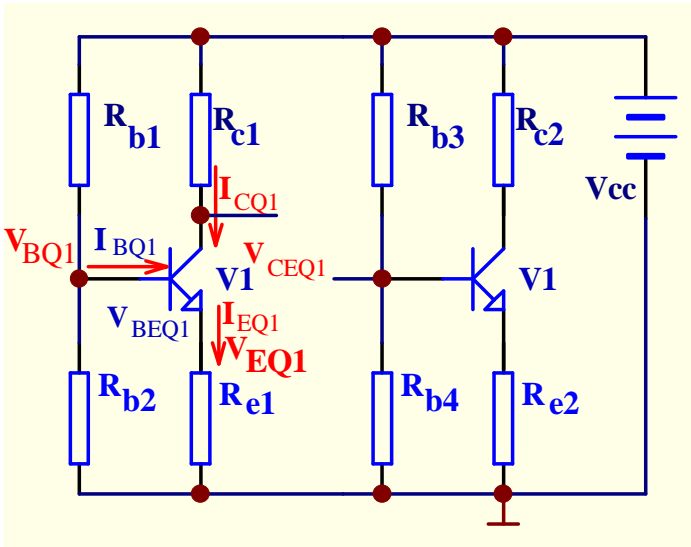 Rb1
Rc1
Rb3
Rc2
Vcc
ICQ1
VBQ1
IBQ1
VCEQ1
V1
V1
VBEQ1
IEQ1
VEQ1
Rb2
Re1
Rb4
Re2